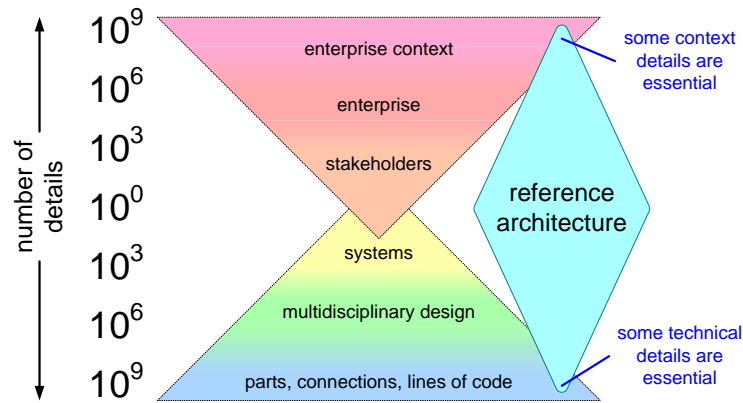 number of
details
10⁹
10⁶
10³
10⁰
10³
10⁶
10⁹
enterprise context
enterprise
stakeholders
systems
multidisciplinary design
parts, connections, lines of code
reference
architecture
some context
details are
essential
some technical
details are
essential